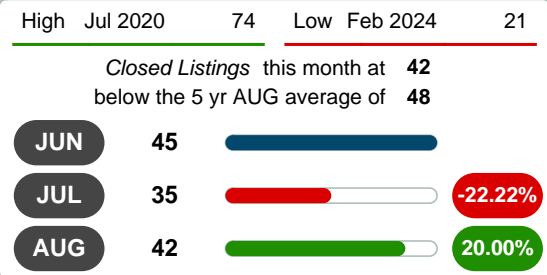 High Jul 2020 74 Low Feb 2024 21
Closed Listings this month at 42
below the 5 yr AUG average of 48
JUN 45
JUL 35 -22.22%
AUG 42 20.00%